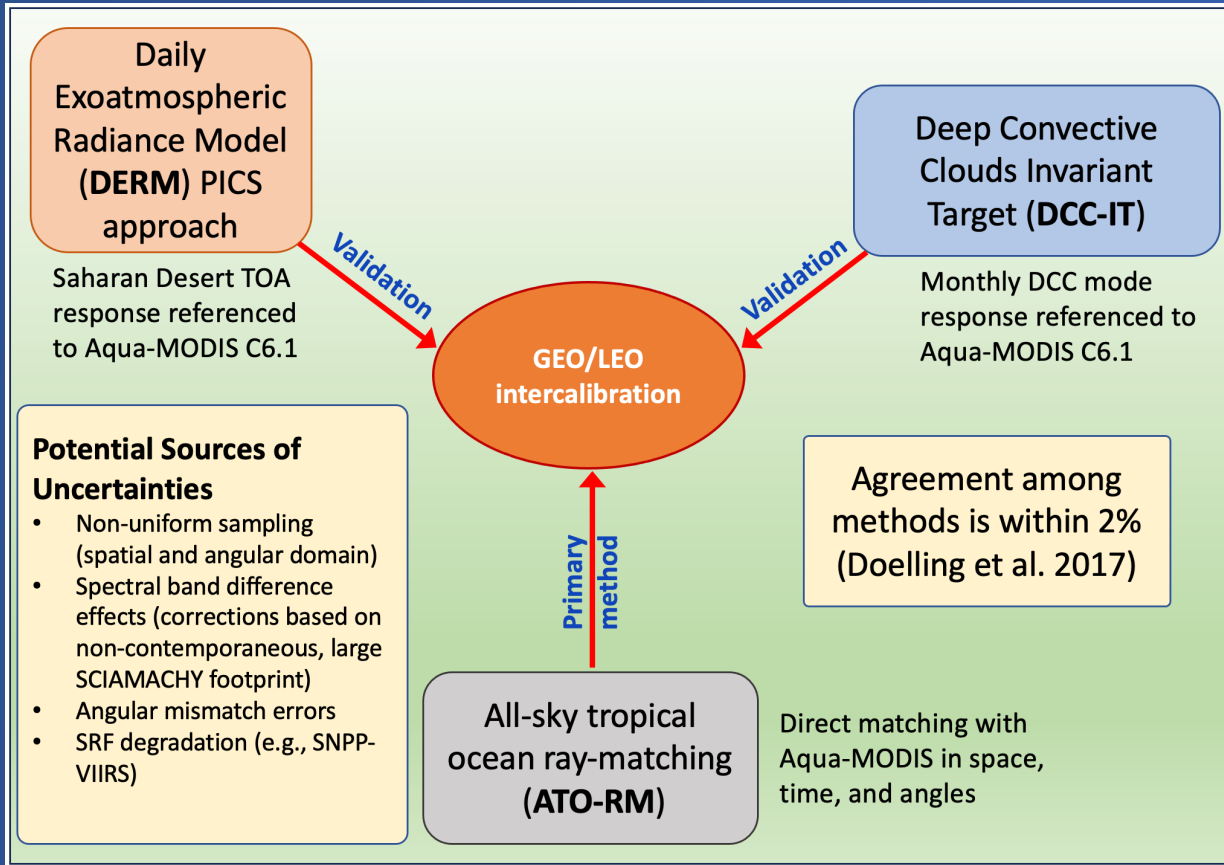 Daily
Exoatmospheric
Radiance Model
(DERM) PICS
approach
Saharan Desert TOA
response referenced
to Aqua-MODIS C6.1
Validation
Deep Convective
Clouds Invariant
Target (DCC-IT)
Monthly DCC mode
response referenced to
Aqua-MODIS C6.1
Validation
GEO/LEO
intercalibration
Potential Sources of
Uncertainties
• Non-uniform sampling
(spatial and angular domain)
• Spectral band difference
effects (corrections based on
non-contemporaneous, large
SCIAMACHY footprint)
• Angular mismatch errors
• SRF degradation (e.g., SNPP-
VIIRS)
Agreement among
methods is within 2%
(Doelling et al. 2017)
Primary
method
All-sky tropical
ocean ray-matching
(ATO-RM)
Direct matching with
Aqua-MODIS in space,
time, and angles